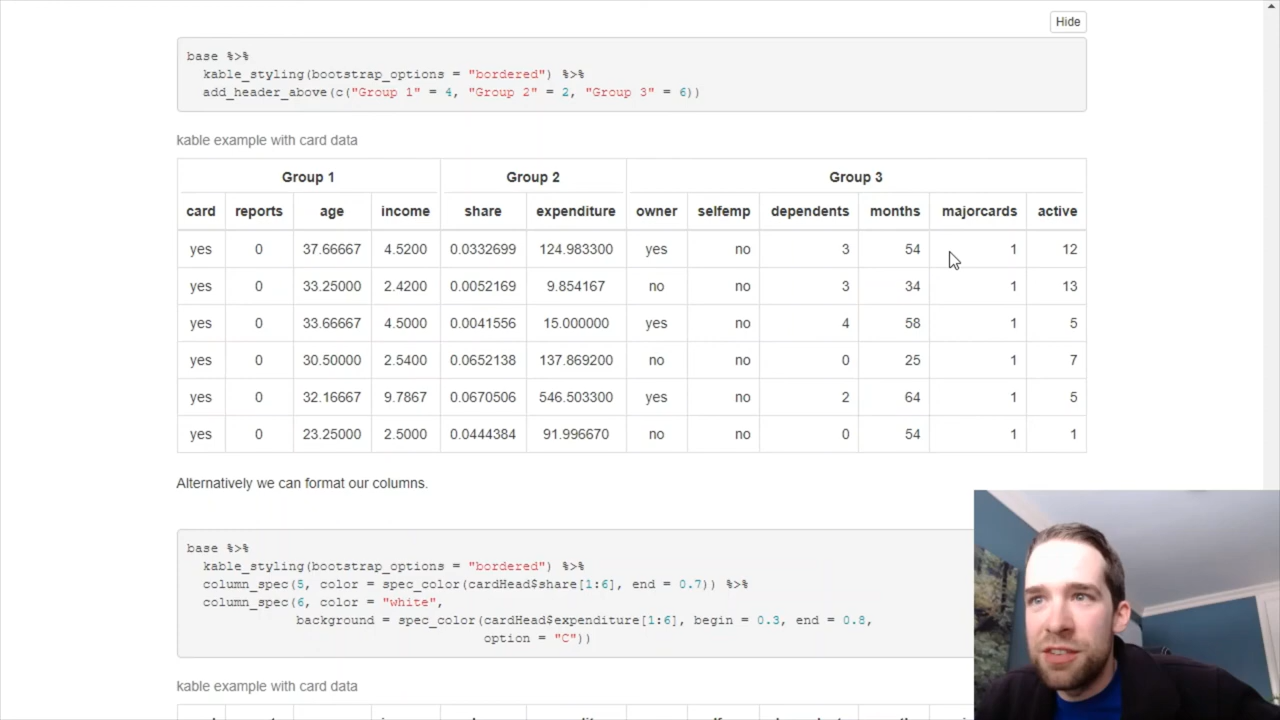 Hide
base %>%
kable_styling(bootstrap_options = "bordered") %>%
add_header_above(c("Group 1" = 4, "Group 2" = 2, "Group 3" = 6))
kable example with card data
Group 1 Group 2 Group 3
card reports age income share expenditure owner selfemp dependents months majorcards active
yes 0 37.66667 4.5200 0.0332699 124.983300 yes no 3 54 1 12
yes 0 33.25000 2.4200 0.0052169 9.854167 no no 3 34 1 13
yes 0 33.66667 4.5000 0.0041556 15.000000 yes no 4 58 1 5
yes 0 30.50000 2.5400 0.0652138 137.869200 no no 0 25 1 7
yes 0 32.16667 9.7867 0.0670506 546.503300 yes no 2 64 1 5
yes 0 23.25000 2.5000 0.0444384 91.996670 no no 0 54 1 1
Alternatively we can format our columns.
base %>%
kable_styling(bootstrap_options = "bordered") %>%
column_spec(5, color = spec_color(cardHead$share[1:6], end = 0.7)) %>%
column_spec(6, color = "white",
background = spec_color(cardHead$expenditure[1:6], begin = 0.3, end = 0.8,
option = "C"))
kable example with card data